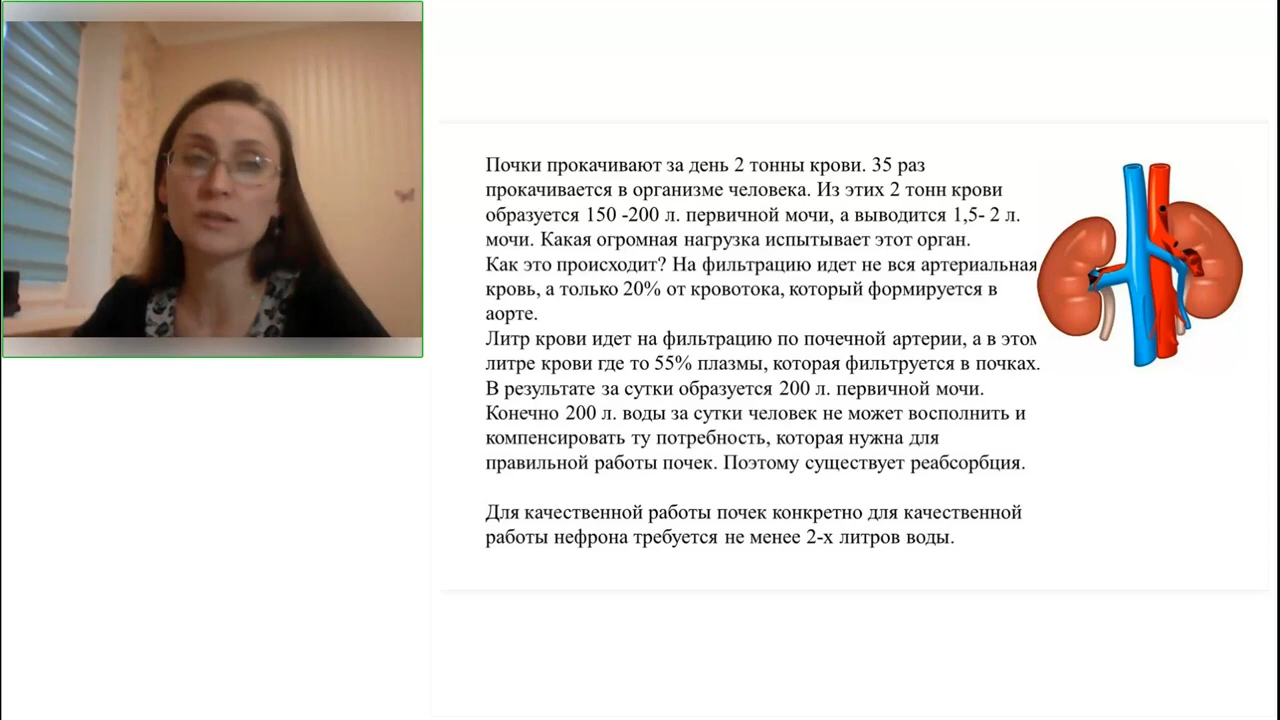 Почки прокачивают за день 2 тонны крови. 35 раз
прокачивается в организме человека. Из этих 2 тонн крови
образуется 150 -200 л. первичной мочи, а выводится 1,5- 2 л.
мочи. Какая огромная нагрузка испытывает этот орган.
Как это происходит? На фильтрацию идет не вся артериальная
кровь, а только 20% от кровотока, который формируется в
аорте.
Литр крови идет на фильтрацию по почечной артерии, а в этом
литре крови где то 55% плазмы, которая фильтруется в почках.
В результате за сутки образуется 200 л. первичной мочи.
Конечно 200 л. воды за сутки человек не может восполнить и
компенсировать ту потребность, которая нужна для
правильной работы почек. Поэтому существует реабсорбция.
Для качественной работы почек конкретно для качественной
работы нефрона требуется не менее 2-х литров воды.